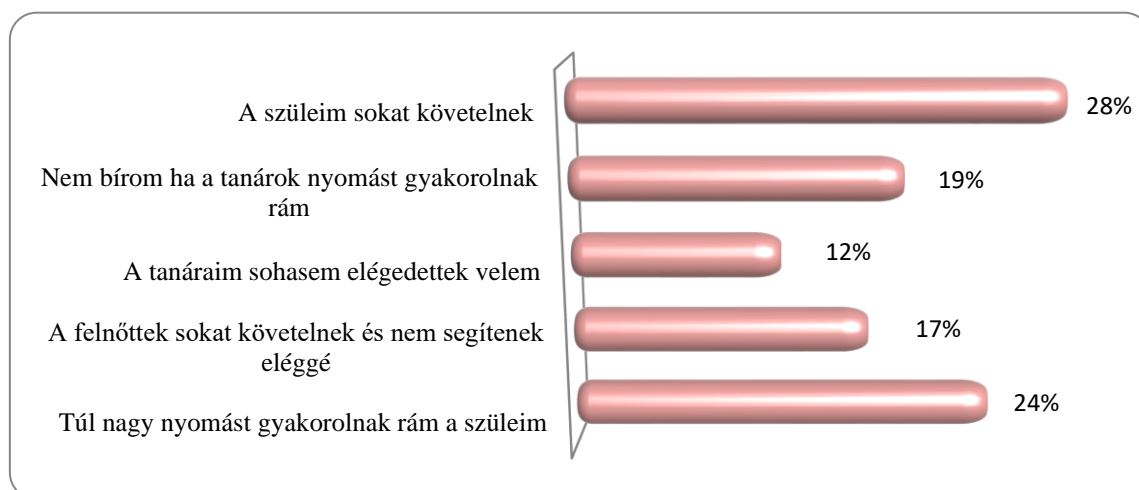 A szüleim sokat követelnek
28%
Nem bírom ha a tanárok nyomást gyakorolnak
rám
19%
A tanáraim sohasem elégedettek velem
12%
A felnőttek sokat követelnek és nem segítenek
eléggé
17%
Túl nagy nyomást gyakorolnak rám a szüleim
24%